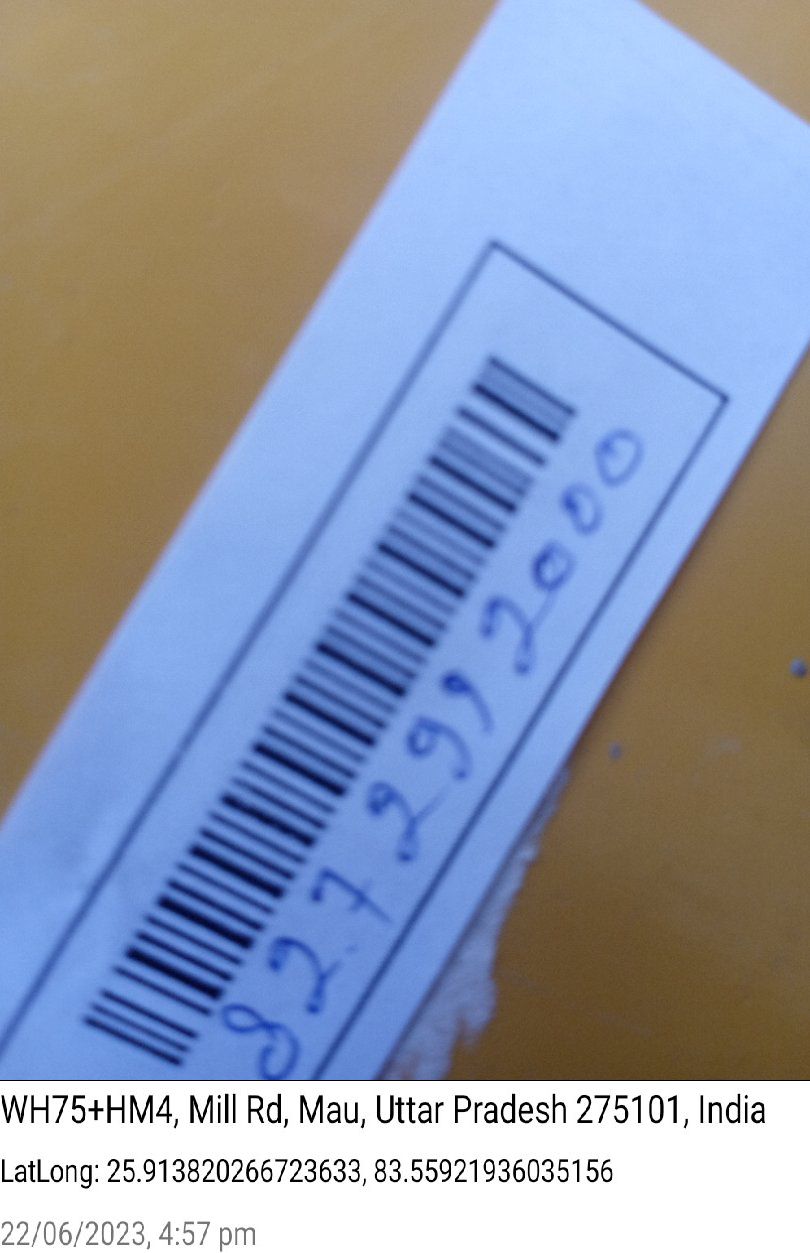 8272992000
WH75+HM4, Mill Rd, Mau, Uttar Pradesh 275101, India
LatLong: 25.913820266723633, 83.55921936035156
22/06/2023, 4:57 pm